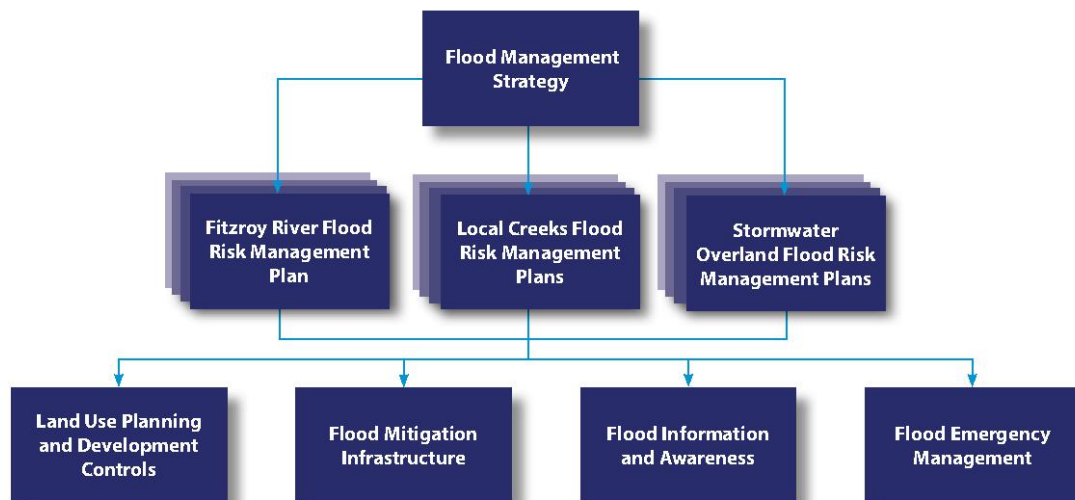 Flood Management
Strategy
Fitzroy River Flood
Risk Management
Plan
Local Creeks Flood
Risk Management
Plans
Stormwater
Overland Flood Risk
Management Plans
Land Use Planning
and Development
Controls
Flood Mitigation
Infrastructure
Flood Information
and Awareness
Flood Emergency
Management